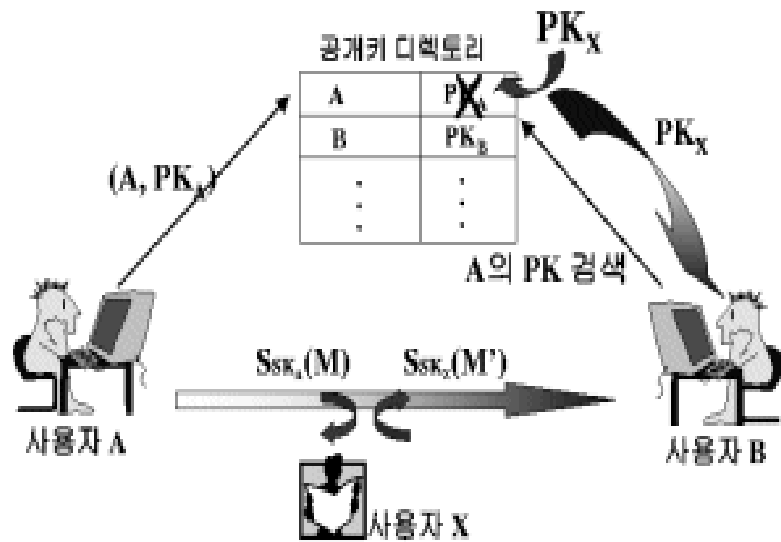 PKX
공개키 디렉토리
A PKA
B PKB
PKX
(A, PKA)
A의 PK 검색
SSKA(M) SSKX(M’)
사용자 A
사용자 B
사용자 X